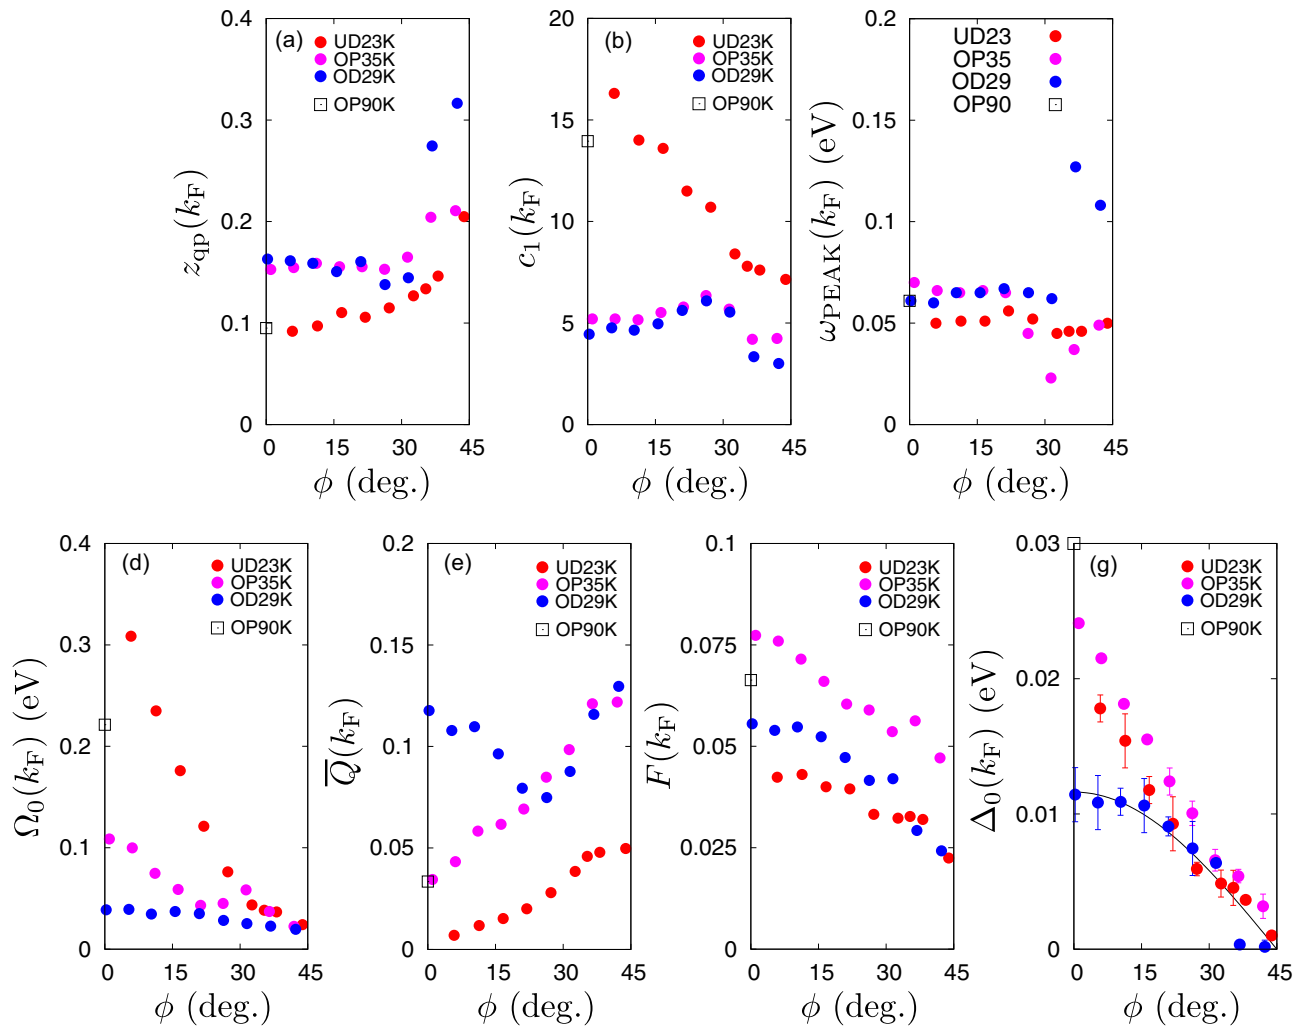 0.4
0.3
0.2
0.1
0
z_qp(k_F)
(a)
UD23K
OP35K
OD29K
OP90K
0 15 30 45
ϕ (deg.)
20
15
10
5
0
c_1(k_F)
(b)
UD23K
OP35K
OD29K
OP90K
0 15 30 45
ϕ (deg.)
0.2
0.15
0.1
0.05
0
ω_PEAK(k_F) (eV)
UD23
OP35
OD29
OP90
0 15 30 45
ϕ (deg.)
0.4
0.3
0.2
0.1
0
Ω_0(k_F) (eV)
(d)
UD23K
OP35K
OD29K
OP90K
0 15 30 45
ϕ (deg.)
0.2
0.15
0.1
0.05
0
Q̅(k_F)
(e)
UD23K
OP35K
OD29K
OP90K
0 15 30 45
ϕ (deg.)
0.1
0.075
0.05
0.025
0
F(k_F)
UD23K
OP35K
OD29K
OP90K
0 15 30 45
ϕ (deg.)
0.03
0.02
0.01
0
Δ_0(k_F) (eV)
(g)
UD23K
OP35K
OD29K
OP90K
0 15 30 45
ϕ (deg.)